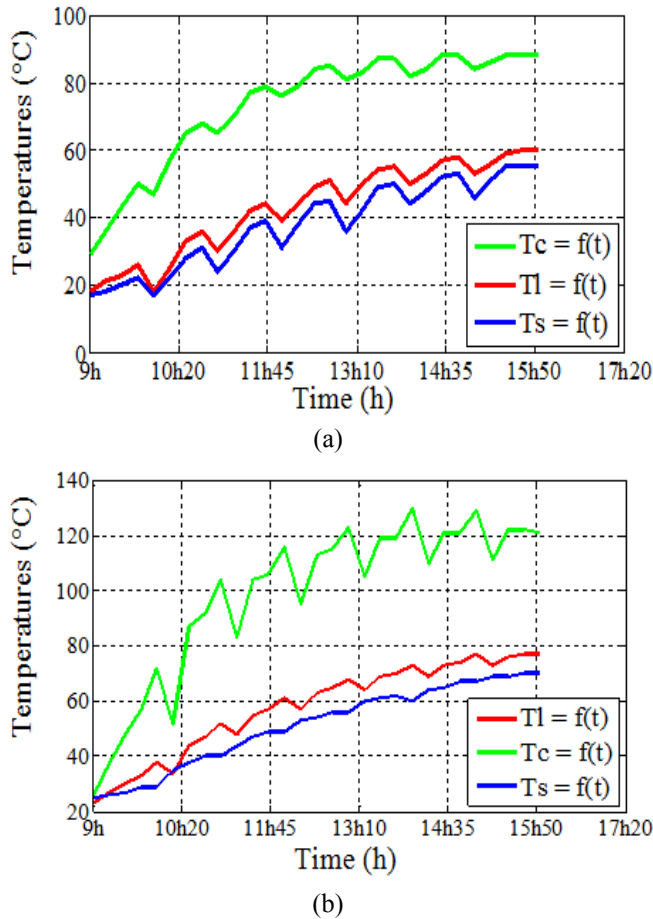 100
80
60
40
20
0
Temperatures (°C)
Tc = f(t)
Tl = f(t)
Ts = f(t)
9h 10h20 11h45 13h10 14h35 15h50 17h20
Time (h)
(a)
140
120
100
80
60
40
20
Temperatures (°C)
Tl = f(t)
Tc = f(t)
Ts = f(t)
9h 10h20 11h45 13h10 14h35 15h50 17h20
Time (h)
(b)